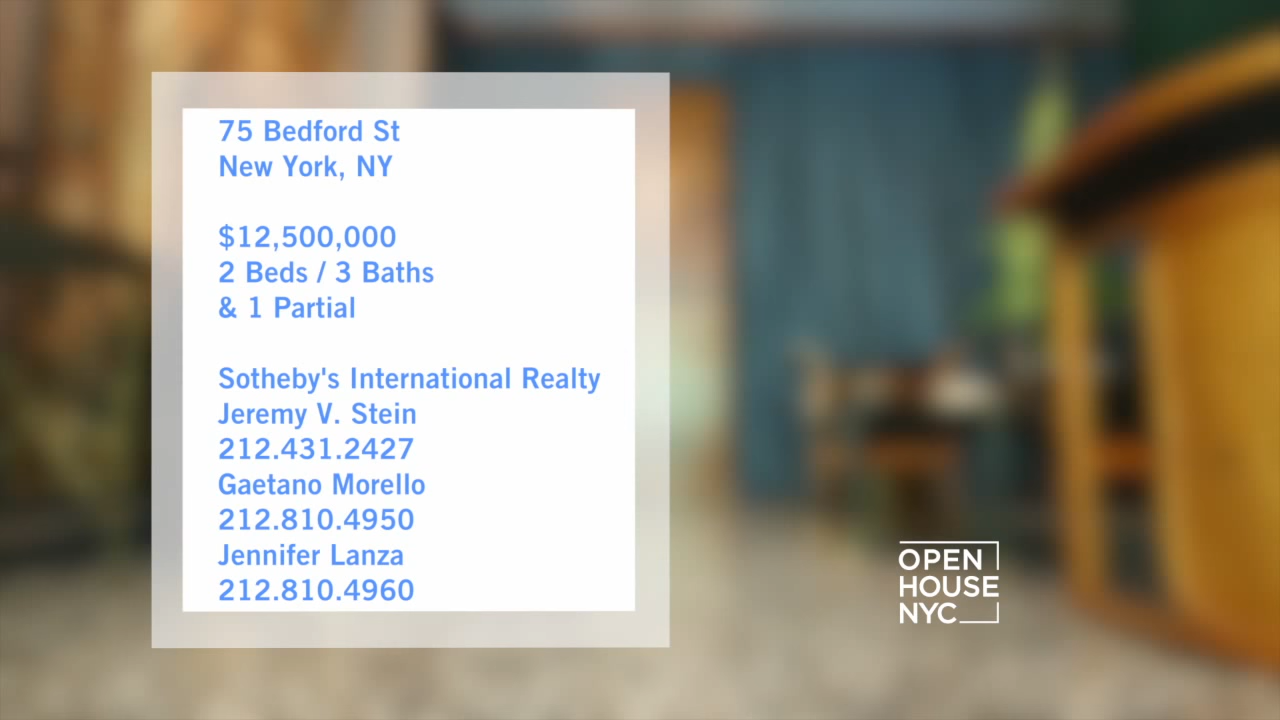 75 Bedford St
New York, NY
$12,500,000
2 Beds / 3 Baths
& 1 Partial
Sotheby's International Realty
Jeremy V. Stein
212.431.2427
Gaetano Morello
212.810.4950
Jennifer Lanza
212.810.4960
OPEN
HOUSE
NYC